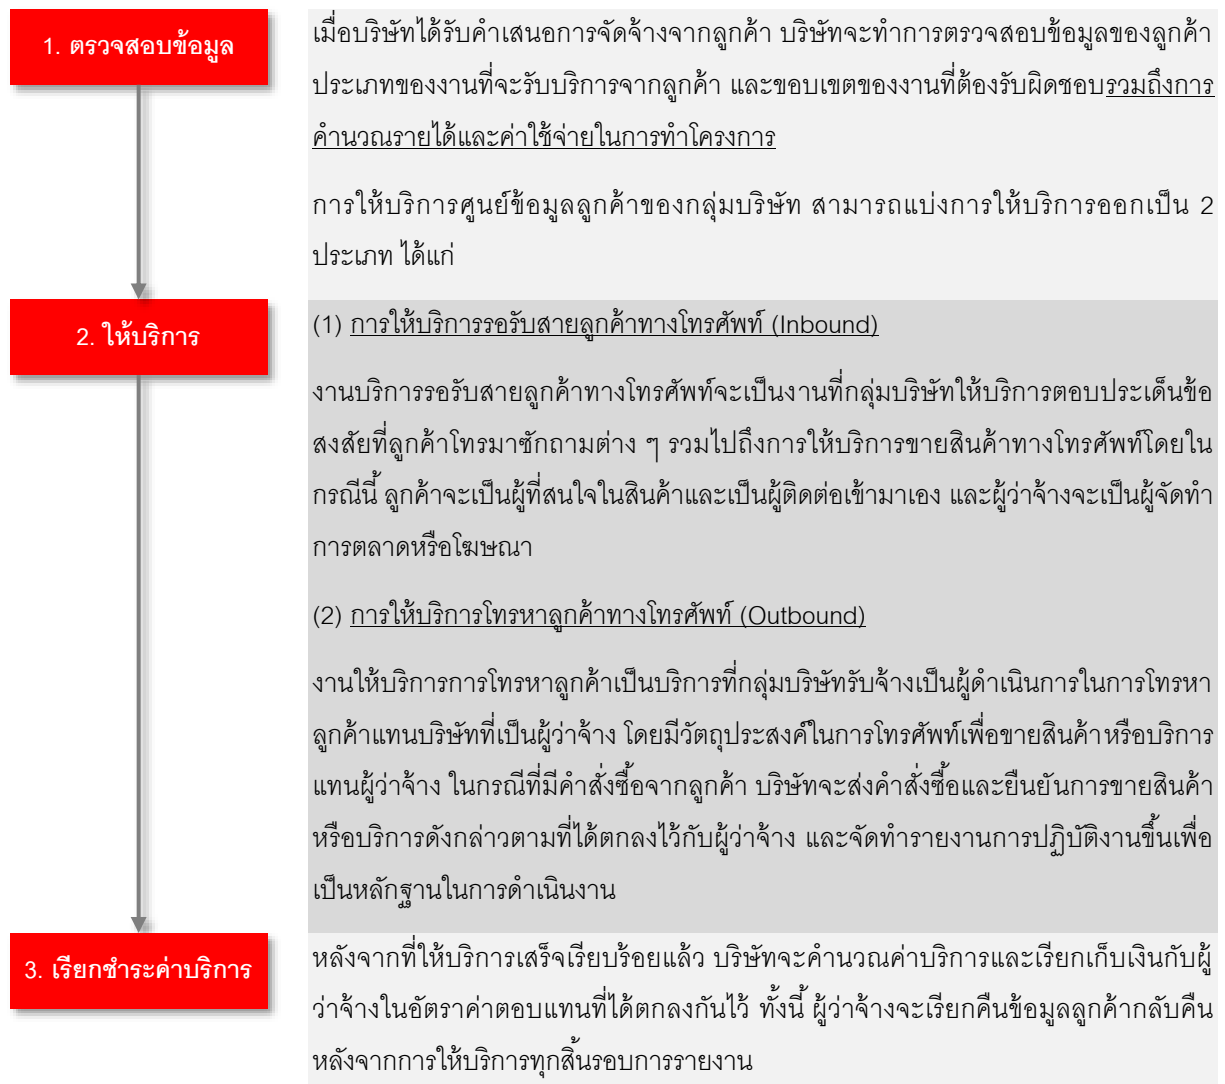 1. ตรวจสอบข้อมูล
เมื่อบริษัทได้รับคำเสนอการจัดจ้างจากลูกค้า บริษัทจะทำการตรวจสอบข้อมูลของลูกค้า
ประเภทของงานที่จะรับบริการจากลูกค้า และขอบเขตของงานที่ต้องรับผิดชอบรวมถึงการ
คำนวณรายได้และค่าใช้จ่ายในการทำโครงการ
การให้บริการศูนย์ข้อมูลลูกค้าของกลุ่มบริษัท สามารถแบ่งการให้บริการออกเป็น 2
ประเภท ได้แก่
2. ให้บริการ
(1) การให้บริการรอรับสายลูกค้าทางโทรศัพท์ (Inbound)
งานบริการรอรับสายลูกค้าทางโทรศัพท์จะเป็นงานที่กลุ่มบริษัทให้บริการตอบประเด็นข้อ
สงสัยที่ลูกค้าโทรมาซักถามต่าง ๆ รวมไปถึงการให้บริการขายสินค้าทางโทรศัพท์โดยใน
กรณีนี้ ลูกค้าจะเป็นผู้ที่สนใจในสินค้าและเป็นผู้ติดต่อเข้ามาเอง และผู้ว่าจ้างจะเป็นผู้จัดทำ
การตลาดหรือโฆษณา
(2) การให้บริการโทรหาลูกค้าทางโทรศัพท์ (Outbound)
งานให้บริการการโทรหาลูกค้าเป็นบริการที่กลุ่มบริษัทรับจ้างเป็นผู้ดำเนินการในการโทรหา
ลูกค้าแทนบริษัทที่เป็นผู้ว่าจ้าง โดยมีวัตถุประสงค์ในการโทรศัพท์เพื่อขายสินค้าหรือบริการ
แทนผู้ว่าจ้าง ในกรณีที่มีคำสั่งซื้อจากลูกค้า บริษัทจะส่งคำสั่งซื้อและยืนยันการขายสินค้า
หรือบริการดังกล่าวตามที่ได้ตกลงไว้กับผู้ว่าจ้าง และจัดทำรายงานการปฏิบัติงานขึ้นเพื่อ
เป็นหลักฐานในการดำเนินงาน
3. เรียกชำระค่าบริการ
หลังจากที่ให้บริการเสร็จเรียบร้อยแล้ว บริษัทจะคำนวณค่าบริการและเรียกเก็บเงินกับผู้
ว่าจ้างในอัตราค่าตอบแทนที่ได้ตกลงกันไว้ ทั้งนี้ ผู้ว่าจ้างจะเรียกคืนข้อมูลลูกค้ากลับคืน
หลังจากการให้บริการทุกสิ้นรอบการรายงาน